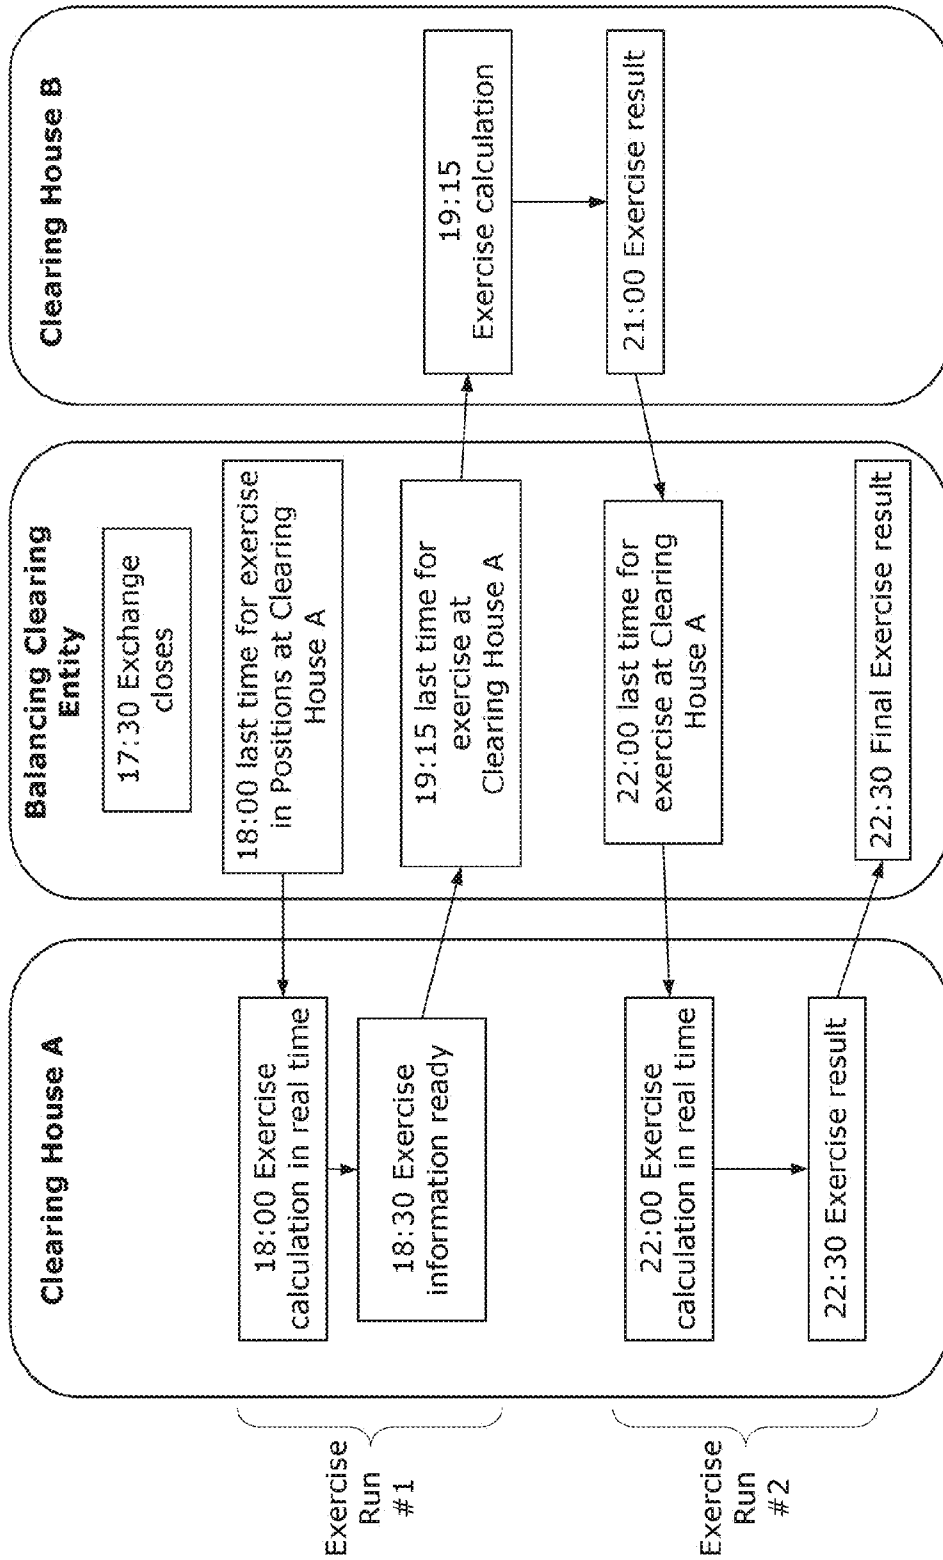 Clearing House A
18:00 Exercise
calculation in real time
18:30 Exercise
information ready
22:00 Exercise
calculation in real time
22:30 Exercise result
Balancing Clearing
Entity
17:30 Exchange
closes
18:00 last time for exercise
in Positions at Clearing
House A
19:15 last time for
exercise at
Clearing House A
22:00 last time for
exercise at Clearing
House A
22:30 Final Exercise result
Clearing House B
19:15
Exercise calculation
21:00 Exercise result
Exercise
Run
#1
Exercise
Run
#2